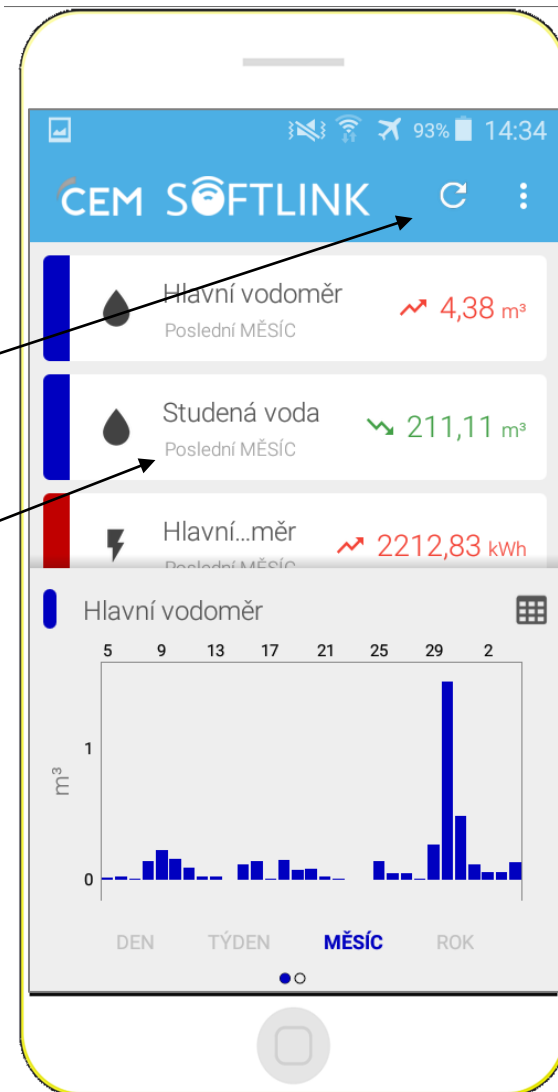 93% 14:34
CEM SOFTLINK
Hlavní vodoměr
4,38 m³
Poslední MĚSÍC
Studená voda
211,11 m³
Poslední MĚSÍC
Hlavní...měr
2212,83 kWh
Poslední MĚSÍC
Hlavní vodoměr
5 9 13 17 21 25 29 2
1
m³
0
DEN TÝDEN MĚSÍC ROK